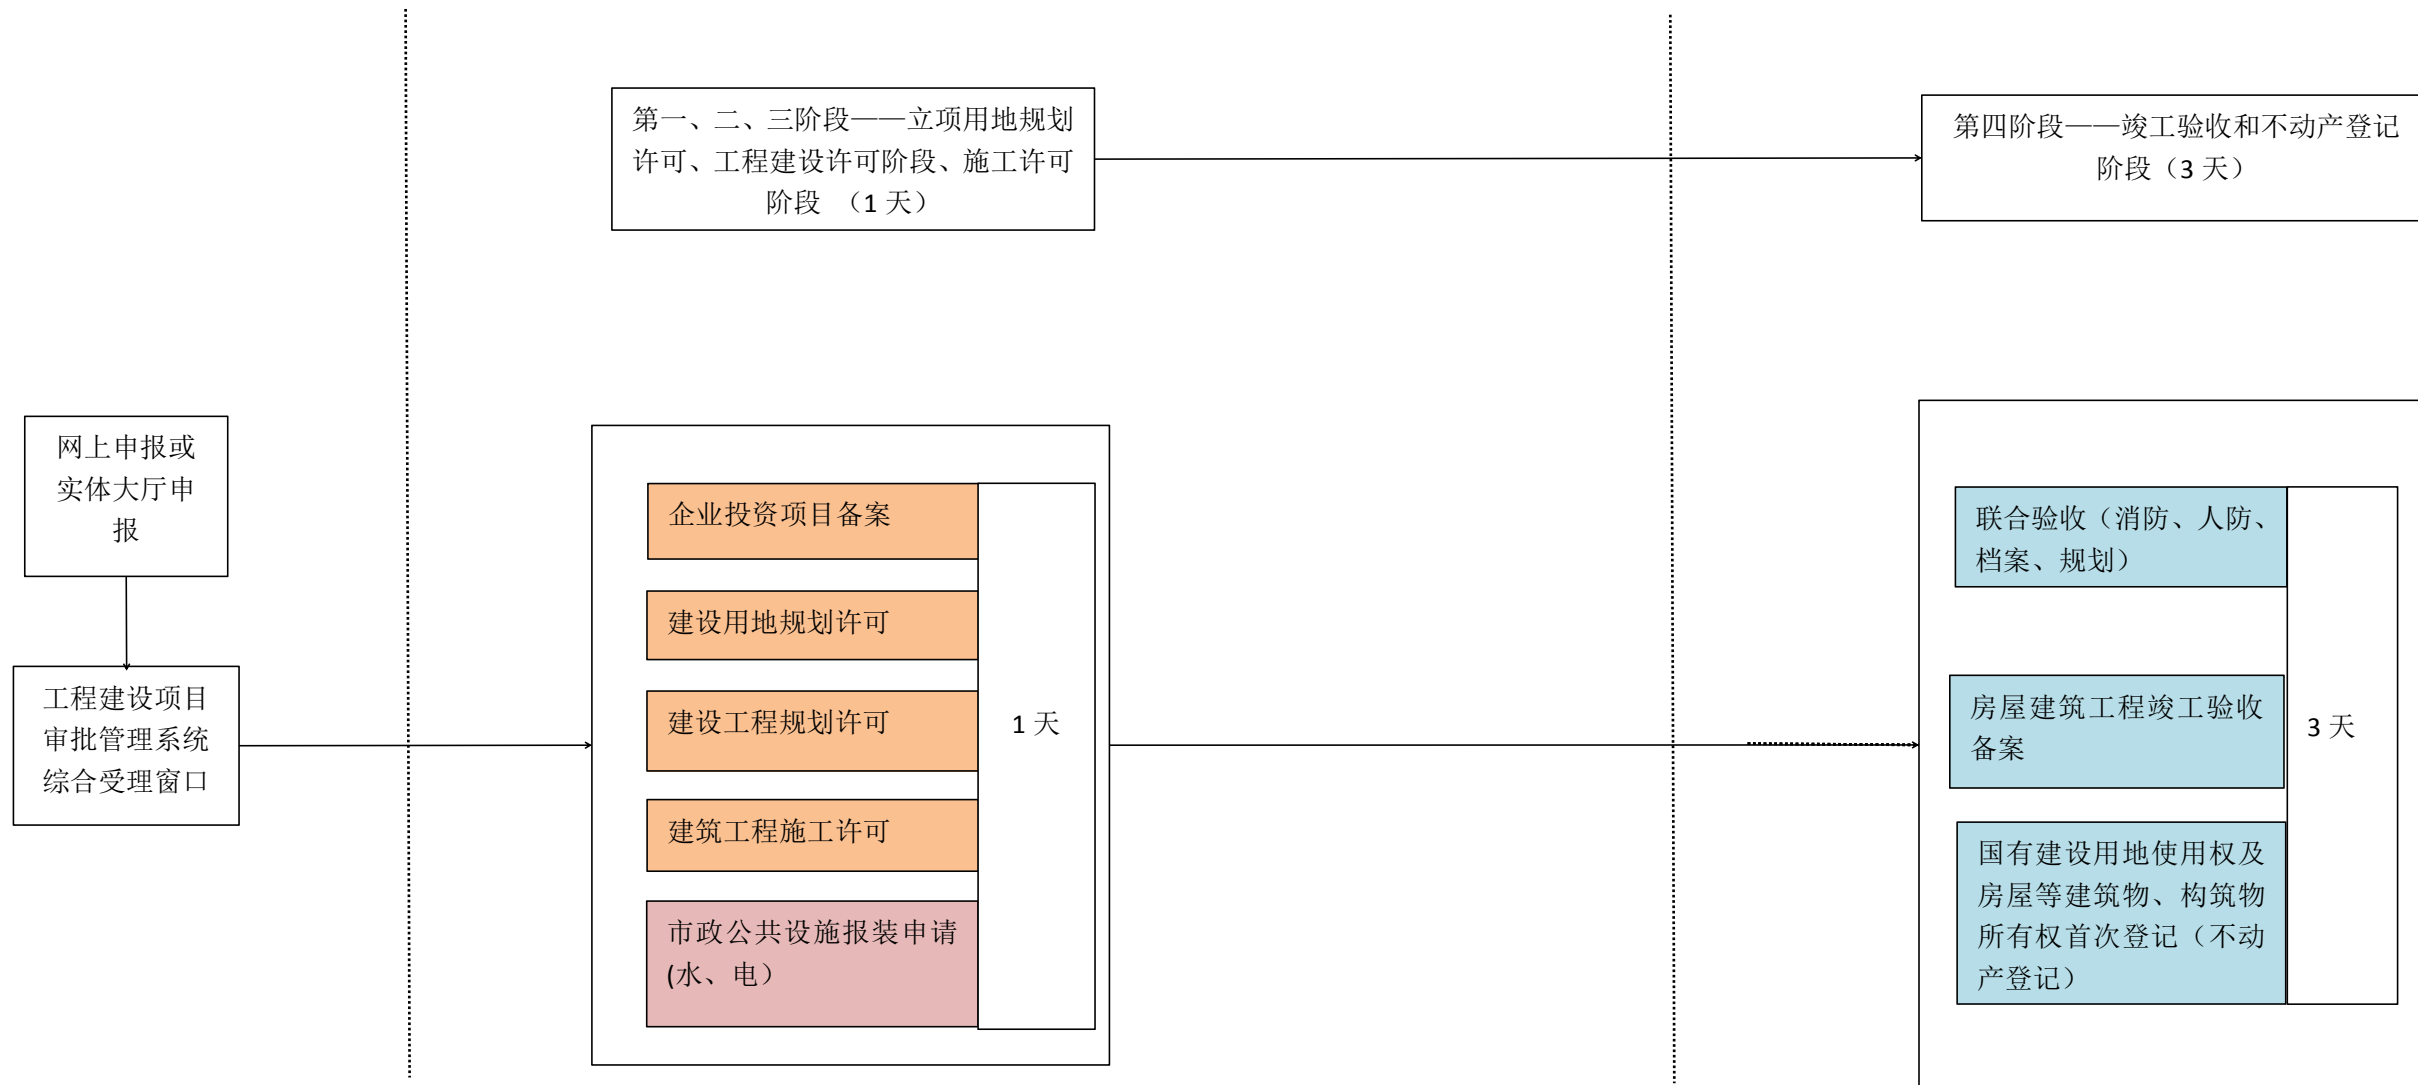 第一、二、三阶段——立项用地规划
许可、工程建设许可阶段、施工许可
阶段 （1 天）
第四阶段——竣工验收和不动产登记
阶段（3 天）
网上申报或
实体大厅申
报
工程建设项目
审批管理系统
综合受理窗口
企业投资项目备案
建设用地规划许可
建设工程规划许可
建筑工程施工许可
市政公共设施报装申请
(水、电）
1 天
联合验收（消防、人防、
档案、规划）
房屋建筑工程竣工验收
备案
国有建设用地使用权及
房屋等建筑物、构筑物
所有权首次登记（不动
产登记）
3 天